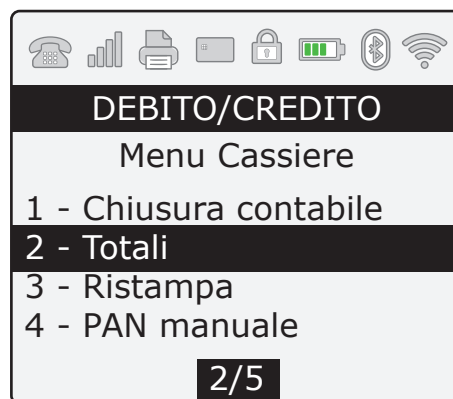 DEBITO/CREDITO
Menu Cassiere
1 - Chiusura contabile
2 - Totali
3 - Ristampa
4 - PAN manuale
2/5